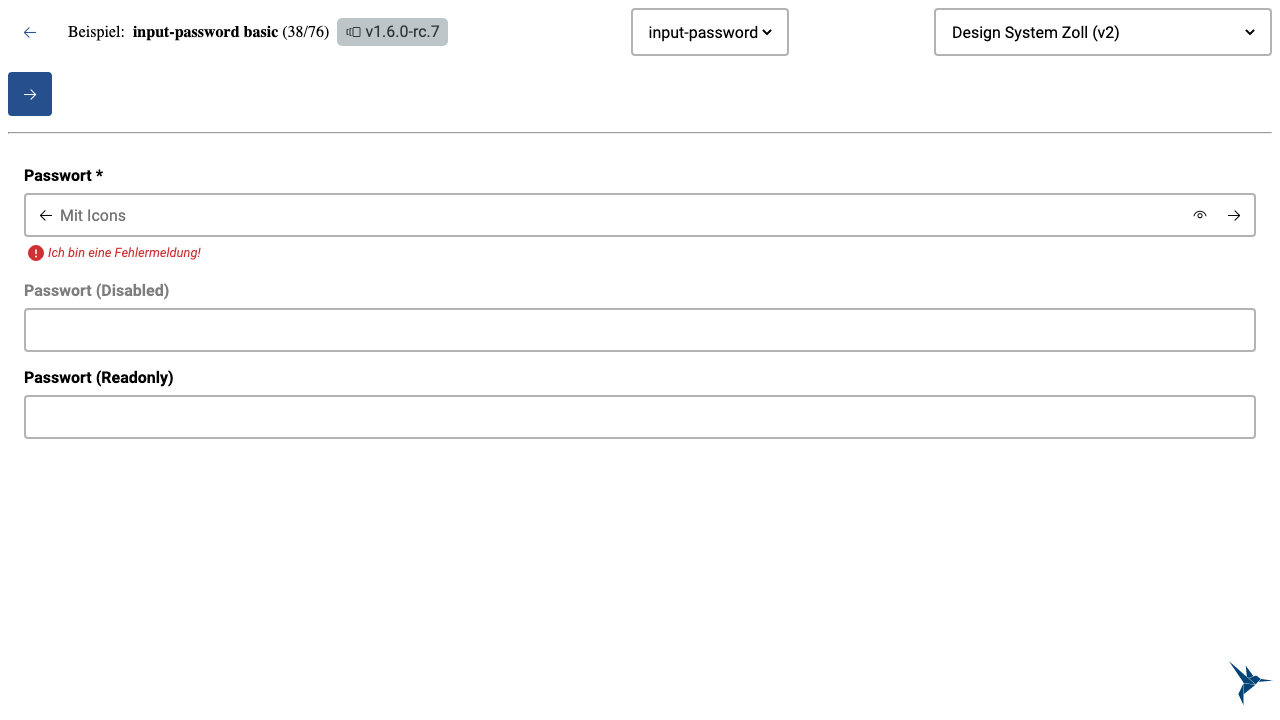 Beispiel: input-password basic (38/76) v1.6.0-rc.7 input-password Design System Zoll (v2)
Passwort *
Mit Icons
Ich bin eine Fehlermeldung!
Passwort (Disabled)
Passwort (Readonly)